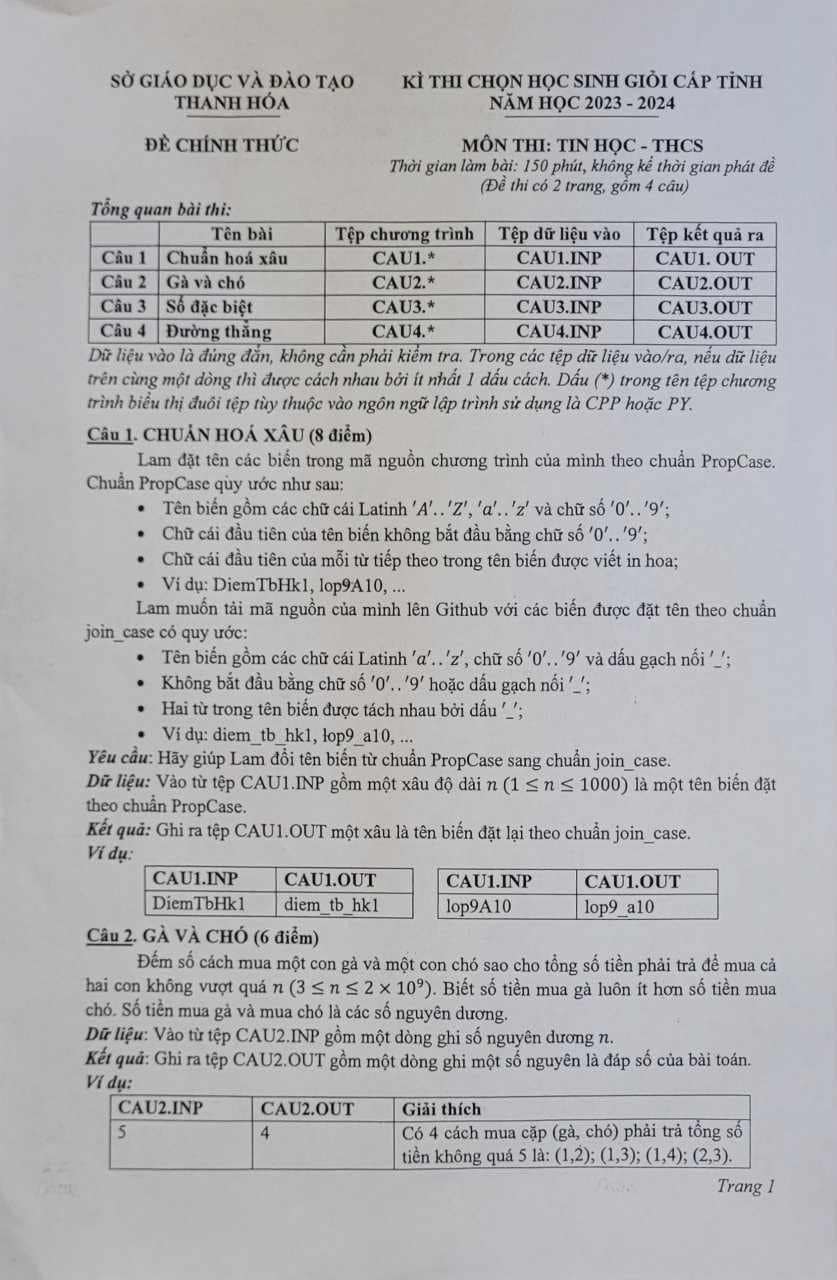 SỞ GIÁO DỤC VÀ ĐÀO TẠO
THANH HÓA
ĐỀ CHÍNH THỨC
KÌ THI CHỌN HỌC SINH GIỎI CẤP TỈNH
NĂM HỌC 2023 - 2024
MÔN THI: TIN HỌC - THCS
Thời gian làm bài: 150 phút, không kể thời gian phát đề
(Đề thi có 2 trang, gồm 4 câu)
Tổng quan bài thi:
Tên bài Tệp chương trình Tệp dữ liệu vào Tệp kết quả ra
Câu 1 Chuẩn hoá xâu CAU1.* CAU1.INP CAU1. OUT
Câu 2 Gà và chó CAU2.* CAU2.INP CAU2.OUT
Câu 3 Số đặc biệt CAU3.* CAU3.INP CAU3.OUT
Câu 4 Đường thẳng CAU4.* CAU4.INP CAU4.OUT
Dữ liệu vào là đúng đắn, không cần phải kiểm tra. Trong các tệp dữ liệu vào/ra, nếu dữ liệu
trên cùng một dòng thì được cách nhau bởi ít nhất 1 dấu cách. Dấu (*) trong tên tệp chương
trình biểu thị đuôi tệp tùy thuộc vào ngôn ngữ lập trình sử dụng là CPP hoặc PY.
Câu 1. CHUẨN HOÁ XÂU (8 điểm)
Lam đặt tên các biến trong mã nguồn chương trình của mình theo chuẩn PropCase.
Chuẩn PropCase quy ước như sau:
• Tên biến gồm các chữ cái Latinh 'A'..'Z', 'a'..'z' và chữ số '0'..'9';
• Chữ cái đầu tiên của tên biến không bắt đầu bằng chữ số '0'..'9';
• Chữ cái đầu tiên của mỗi từ tiếp theo trong tên biến được viết in hoa;
• Ví dụ: DiemTbHk1, lop9A10, ...
Lam muốn tải mã nguồn của mình lên Github với các biến được đặt tên theo chuẩn
join_case có quy ước:
• Tên biến gồm các chữ cái Latinh 'a'..'z', chữ số '0'..'9' và dấu gạch nối '_';
• Không bắt đầu bằng chữ số '0'..'9' hoặc dấu gạch nối '_';
• Hai từ trong tên biến được tách nhau bởi dấu '_';
• Ví dụ: diem_tb_hk1, lop9_a10, ...
Yêu cầu: Hãy giúp Lam đổi tên biến từ chuẩn PropCase sang chuẩn join_case.
Dữ liệu: Vào từ tệp CAU1.INP gồm một xâu độ dài n (1 ≤ n ≤ 1000) là một tên biến đặt
theo chuẩn PropCase.
Kết quả: Ghi ra tệp CAU1.OUT một xâu là tên biến đặt lại theo chuẩn join_case.
Ví dụ:
CAU1.INP CAU1.OUT CAU1.INP CAU1.OUT
DiemTbHk1 diem_tb_hk1 lop9A10 lop9_a10
Câu 2. GÀ VÀ CHÓ (6 điểm)
Đếm số cách mua một con gà và một con chó sao cho tổng số tiền phải trả để mua cả
hai con không vượt quá n (3 ≤ n ≤ 2 × 10⁹). Biết số tiền mua gà luôn ít hơn số tiền mua
chó. Số tiền mua gà và mua chó là các số nguyên dương.
Dữ liệu: Vào từ tệp CAU2.INP gồm một dòng ghi số nguyên dương n.
Kết quả: Ghi ra tệp CAU2.OUT gồm một dòng ghi một số nguyên là đáp số của bài toán.
Ví dụ:
CAU2.INP CAU2.OUT Giải thích
5 4 Có 4 cách mua cặp (gà, chó) phải trả tổng số
tiền không quá 5 là: (1,2); (1,3); (1,4); (2,3).
Trang 1